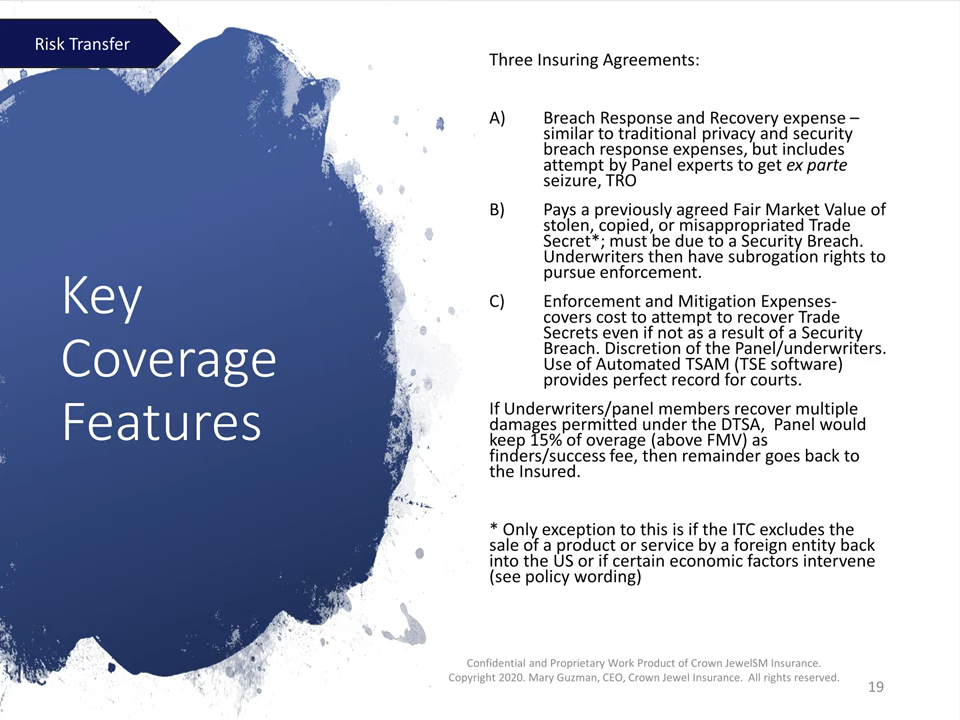 Risk Transfer
Key
Coverage
Features
Three Insuring Agreements:
A) Breach Response and Recovery expense –
similar to traditional privacy and security
breach response expenses, but includes
attempt by Panel experts to get ex parte
seizure, TRO
B) Pays a previously agreed Fair Market Value of
stolen, copied, or misappropriated Trade
Secret*; must be due to a Security Breach.
Underwriters then have subrogation rights to
pursue enforcement.
C) Enforcement and Mitigation Expenses-
covers cost to attempt to recover Trade
Secrets even if not as a result of a Security
Breach. Discretion of the Panel/underwriters.
Use of Automated TSAM (TSE software)
provides perfect record for courts.
If Underwriters/panel members recover multiple
damages permitted under the DTSA, Panel would
keep 15% of overage (above FMV) as
finders/success fee, then remainder goes back to
the Insured.
* Only exception to this is if the ITC excludes the
sale of a product or service by a foreign entity back
into the US or if certain economic factors intervene
(see policy wording)
Confidential and Proprietary Work Product of Crown JewelSM Insurance.
Copyright 2020. Mary Guzman, CEO, Crown Jewel Insurance. All rights reserved.
19